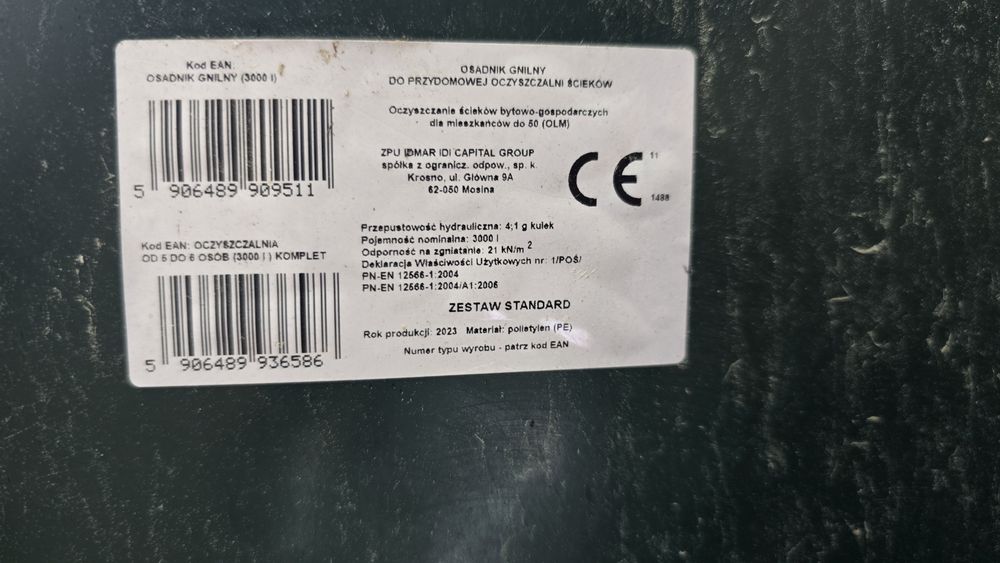 Kod EAN:
OSADNIK GNILNY (3000 l)
5 906489 909511
Kod EAN: OCZYSZCZALNIA
OD 5 DO 6 OSÓB (3000 l ) KOMPLET
5 906489 936586
OSADNIK GNILNY
DO PRZYDOMOWEJ OCZYSZCZALNI ŚCIEKÓW
Oczyszczanie ścieków bytowo-gospodarczych
dla mieszkańców do 50 (OLM)
ZPU IDMAR IDI CAPITAL GROUP
spółka z ogranicz. odpow., sp. k.
Krosno, ul. Główna 9A
62-050 Mosina
CE 11
1488
Przepustowość hydrauliczna: 4;1 g kulek
Pojemność nominalna: 3000 l
Odporność na zgniatanie: 21 kN/m²
Deklaracja Właściwości Użytkowych nr: 1/POŚ/
PN-EN 12566-1:2004
PN-EN 12566-1:2004/A1:2006
ZESTAW STANDARD
Rok produkcji: 2023 Materiał: polietylen (PE)
Numer typu wyrobu - patrz kod EAN